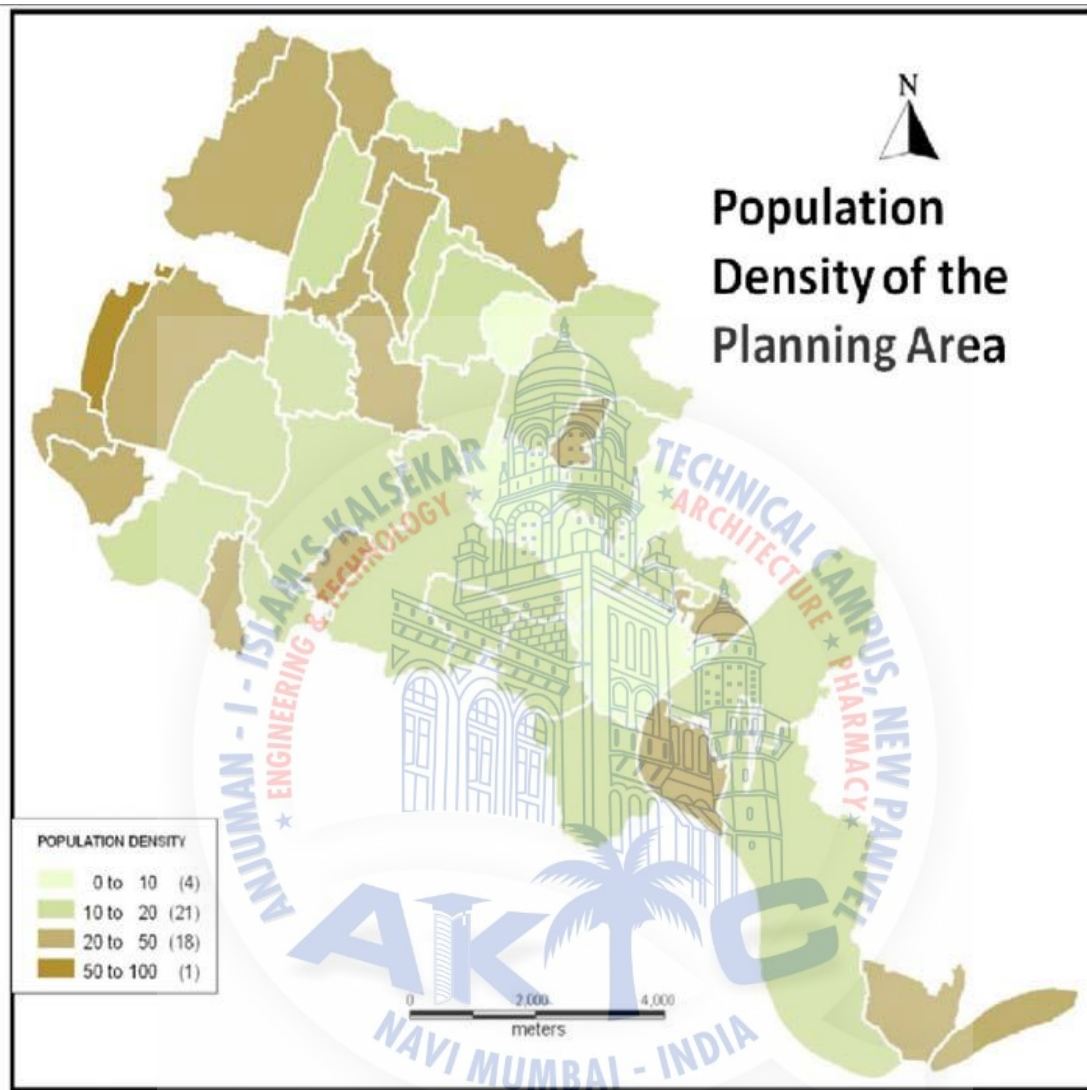 N
Population
Density of the
Planning Area
POPULATION DENSITY
0 to 10 (4)
10 to 20 (21)
20 to 50 (18)
50 to 100 (1)
0 2,000 4,000
meters
ANJUMAN - I - ISLAM'S KALSEKAR TECHNICAL CAMPUS, NEW PANVEL
★ ENGINEERING & TECHNOLOGY ★ ★ ARCHITECTURE ★ PHARMACY ★
AKTC
NAVI MUMBAI - INDIA